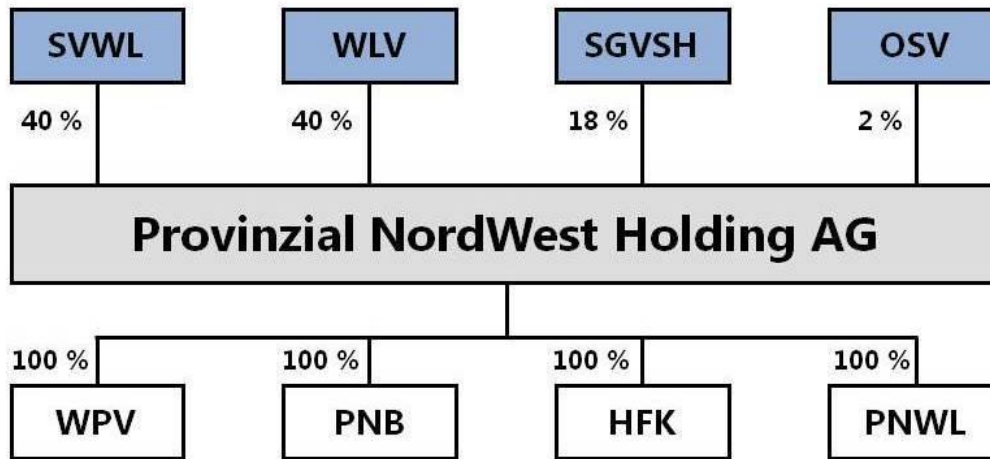 SVWL WLV SGVSH OSV
40 % 40 % 18 % 2 %
Provinzial NordWest Holding AG
100 % 100 % 100 % 100 %
WPV PNB HFK PNWL